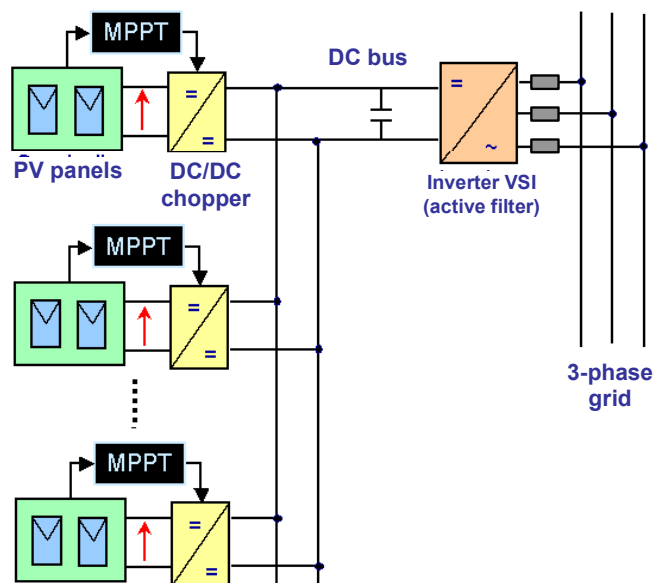 MPPT
DC bus
=
=
=
~
PV panels
DC/DC
chopper
Inverter VSI
(active filter)
MPPT
=
=
3-phase
grid
MPPT
=
=